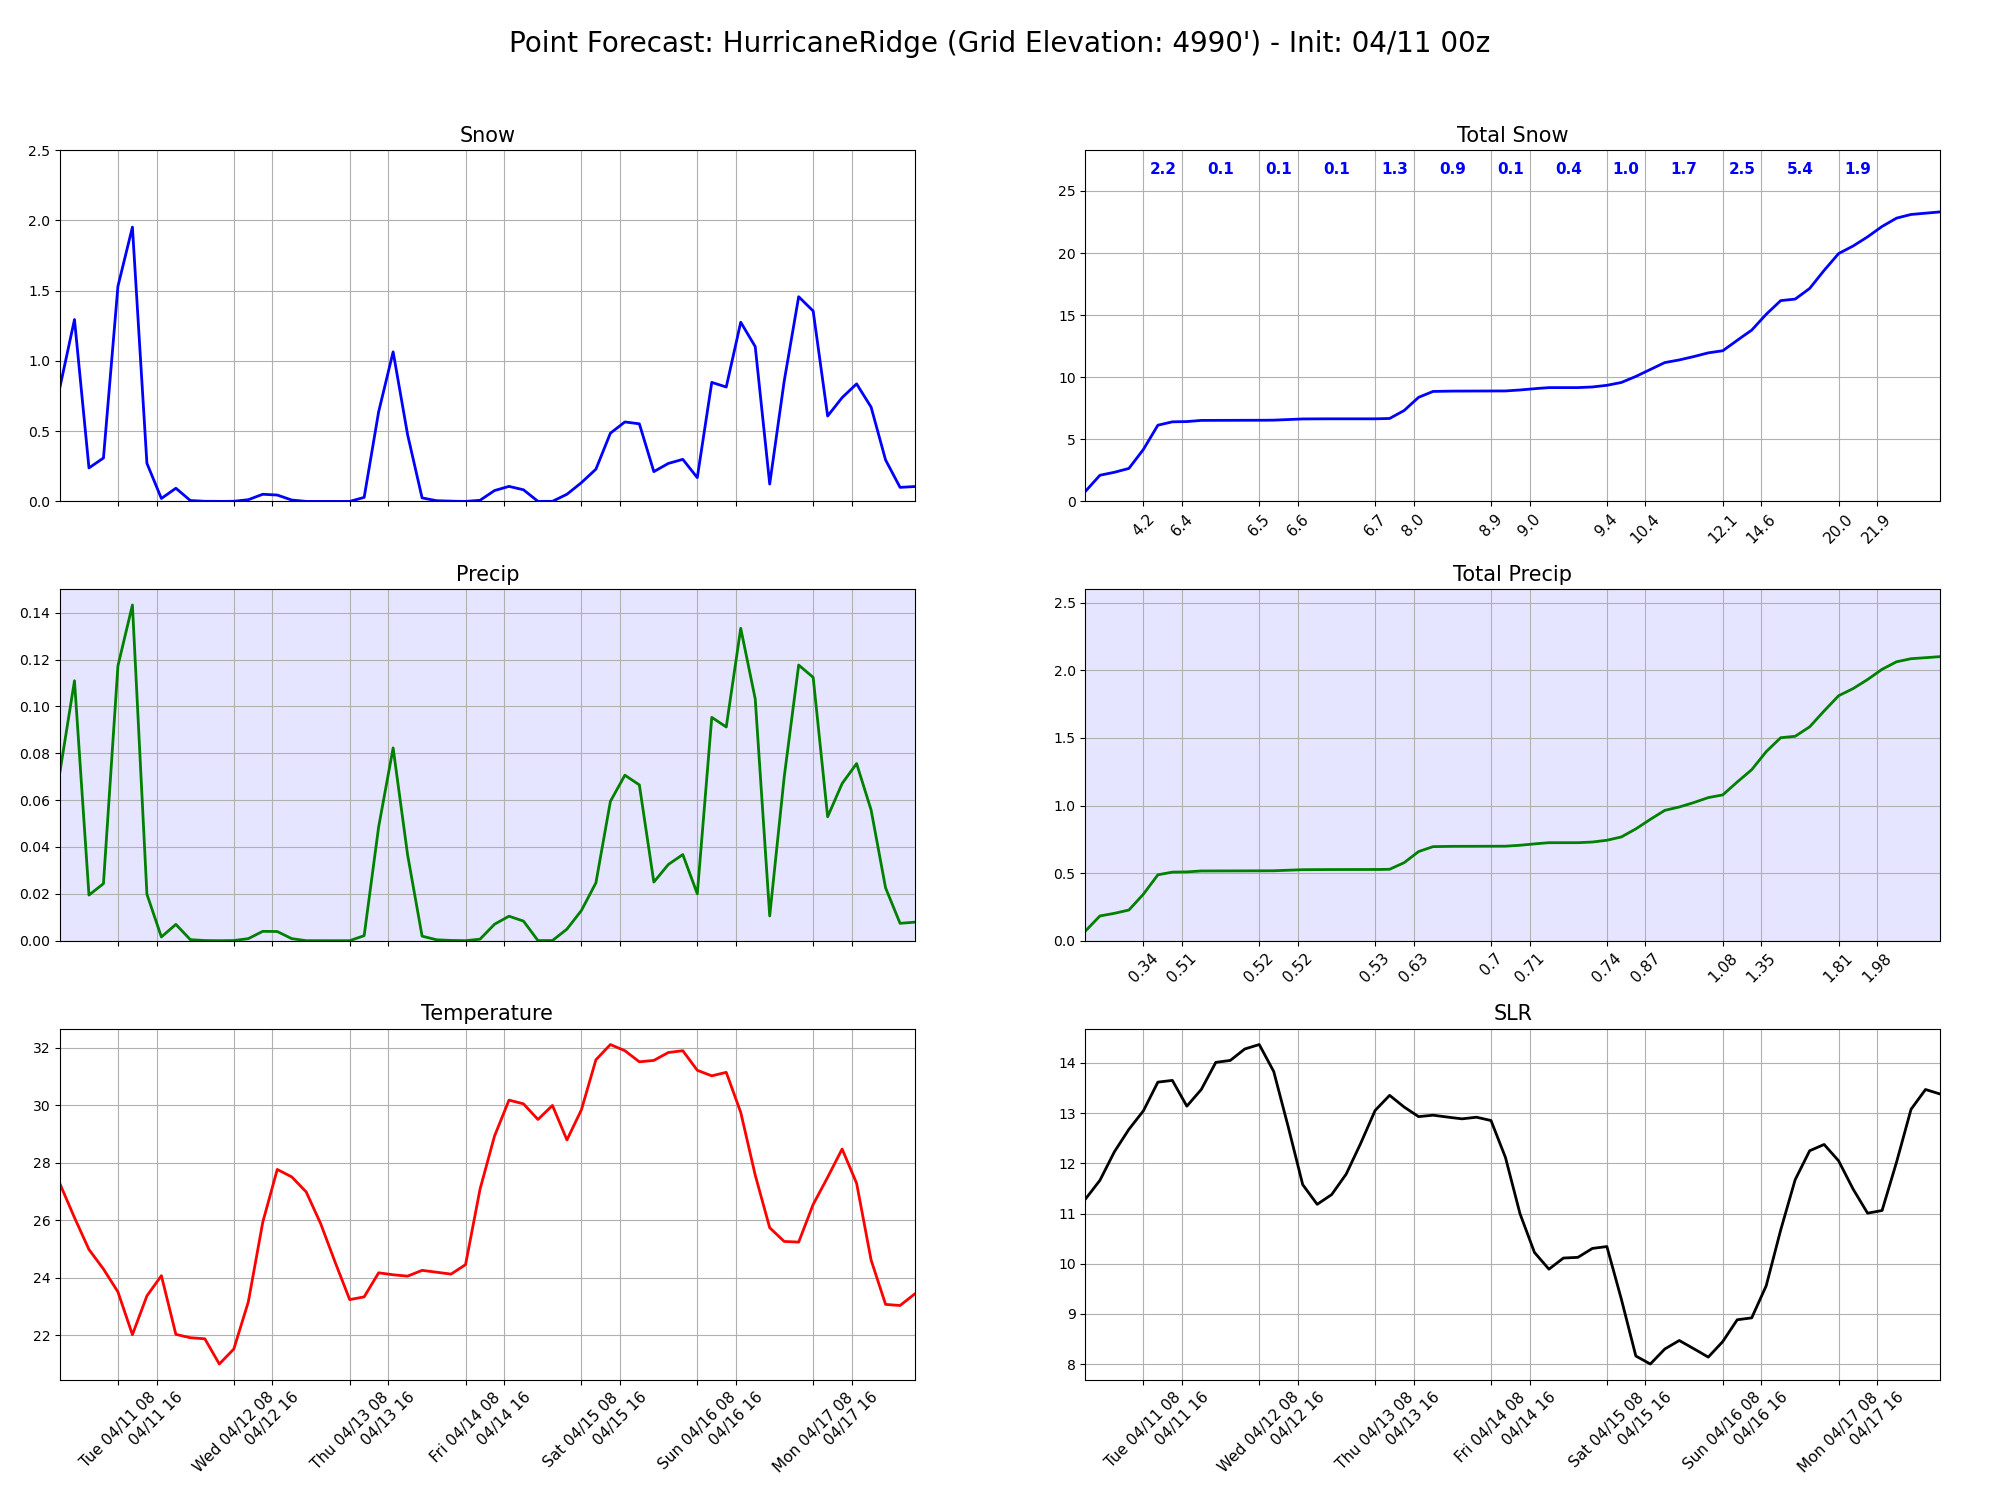 Point Forecast: HurricaneRidge (Grid Elevation: 4990') - Init: 04/11 00z
Snow
2.5
2.0
1.5
1.0
0.5
0.0
Total Snow
2.2 0.1 0.1 0.1 1.3 0.9 0.1 0.4 1.0 1.7 2.5 5.4 1.9
25
20
15
10
5
0
4.2 6.4 6.5 6.6 6.7 8.0 8.9 9.0 9.4 10.4 12.1 14.6 20.0 21.9
Precip
0.14
0.12
0.10
0.08
0.06
0.04
0.02
0.00
Total Precip
2.5
2.0
1.5
1.0
0.5
0.0
0.34 0.51 0.52 0.52 0.53 0.63 0.7 0.71 0.74 0.87 1.08 1.35 1.81 1.98
Temperature
32
30
28
26
24
22
Tue 04/11 08
04/11 16
Wed 04/12 08
04/12 16
Thu 04/13 08
04/13 16
Fri 04/14 08
04/14 16
Sat 04/15 08
04/15 16
Sun 04/16 08
04/16 16
Mon 04/17 08
04/17 16
SLR
14
13
12
11
10
9
8
Tue 04/11 08
04/11 16
Wed 04/12 08
04/12 16
Thu 04/13 08
04/13 16
Fri 04/14 08
04/14 16
Sat 04/15 08
04/15 16
Sun 04/16 08
04/16 16
Mon 04/17 08
04/17 16